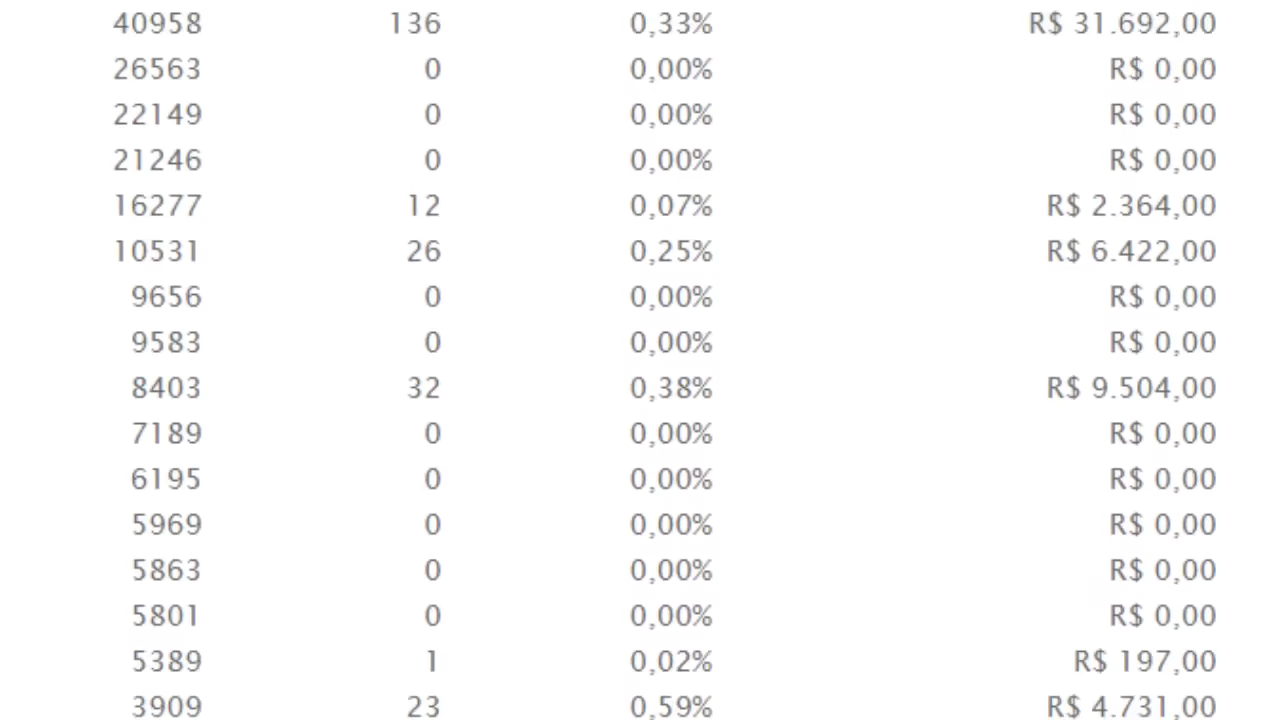 40958 136 0,33% R$ 31.692,00
26563 0 0,00% R$ 0,00
22149 0 0,00% R$ 0,00
21246 0 0,00% R$ 0,00
16277 12 0,07% R$ 2.364,00
10531 26 0,25% R$ 6.422,00
9656 0 0,00% R$ 0,00
9583 0 0,00% R$ 0,00
8403 32 0,38% R$ 9.504,00
7189 0 0,00% R$ 0,00
6195 0 0,00% R$ 0,00
5969 0 0,00% R$ 0,00
5863 0 0,00% R$ 0,00
5801 0 0,00% R$ 0,00
5389 1 0,02% R$ 197,00
3909 23 0,59% R$ 4.731,00